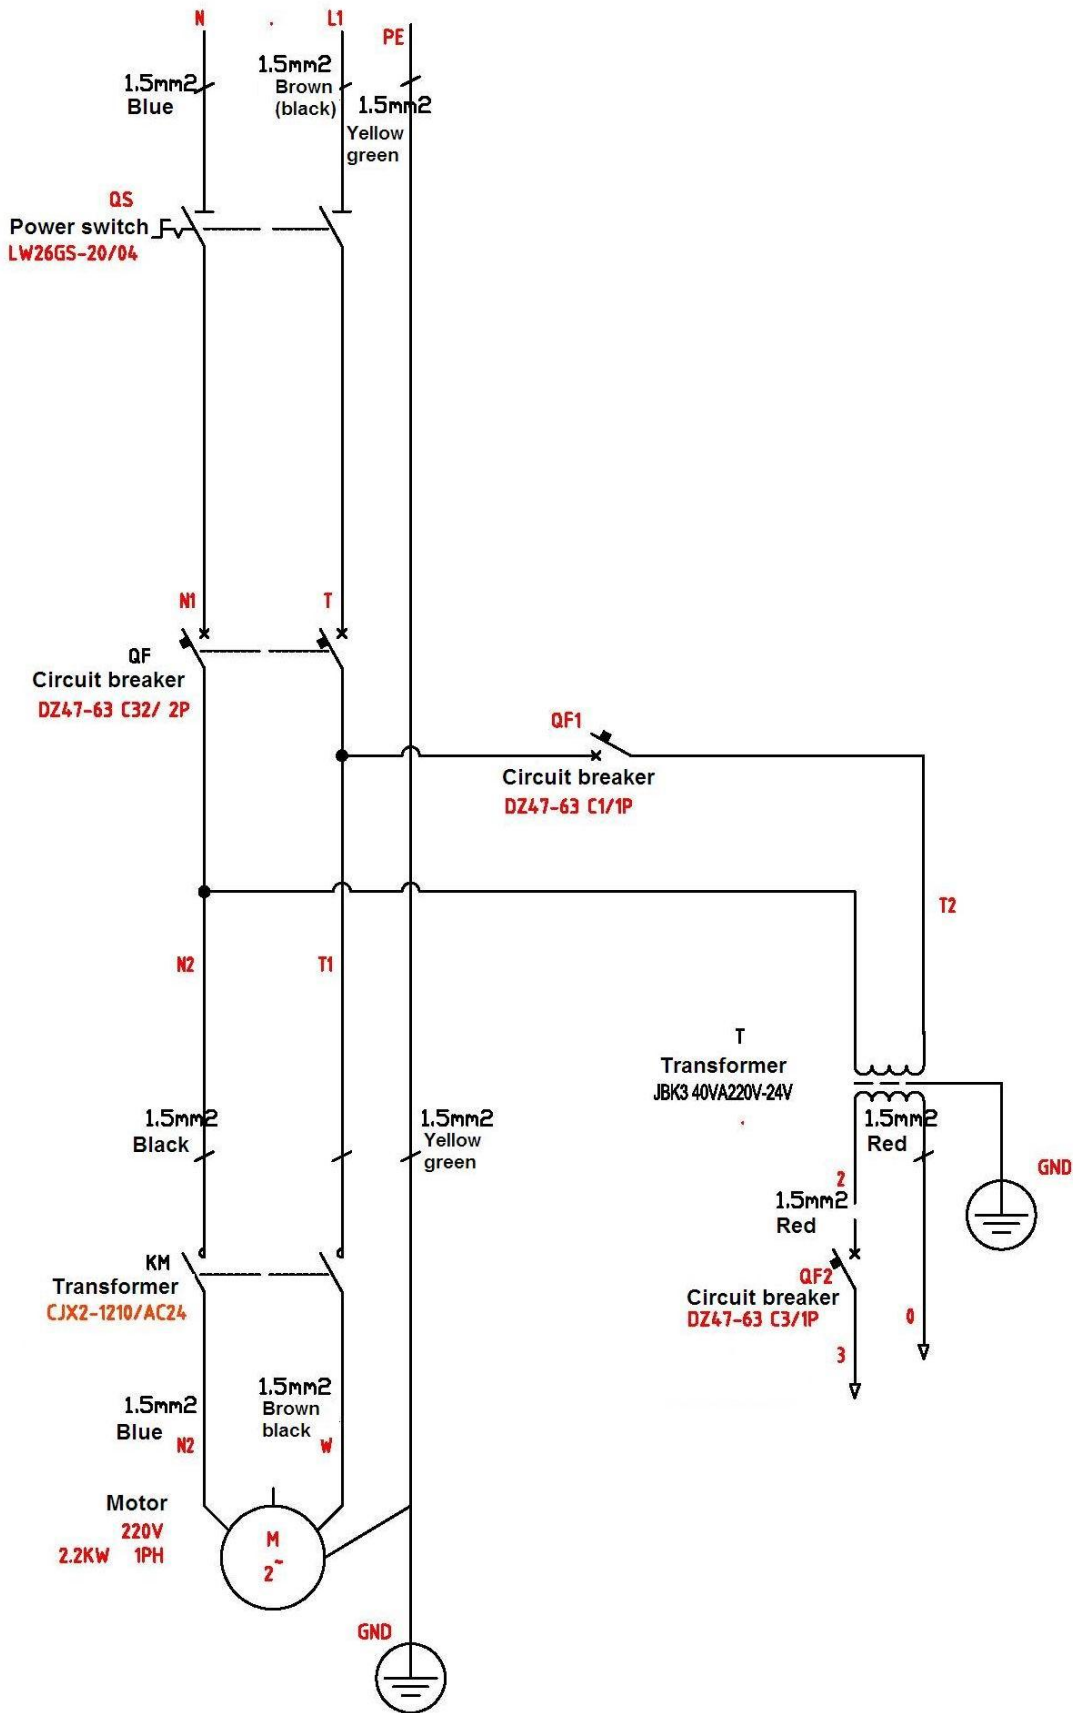 N
L1
PE
1.5mm2
Blue
1.5mm2
Brown
(black)
1.5mm2
Yellow
green
QS
Power switch
LW26GS-20/04
N1
T
QF
Circuit breaker
DZ47-63 C32/ 2P
QF1
Circuit breaker
DZ47-63 C1/1P
T2
N2
T1
T
Transformer
JBK3 40VA220V-24V
1.5mm2
Black
1.5mm2
Yellow
green
1.5mm2
Red
2
1.5mm2
Red
GND
KM
Transformer
CJX2-1210/AC24
QF2
Circuit breaker
DZ47-63 C3/1P
0
3
1.5mm2
Blue
N2
1.5mm2
Brown
black
W
Motor
220V
2.2KW 1PH
M
2~
GND